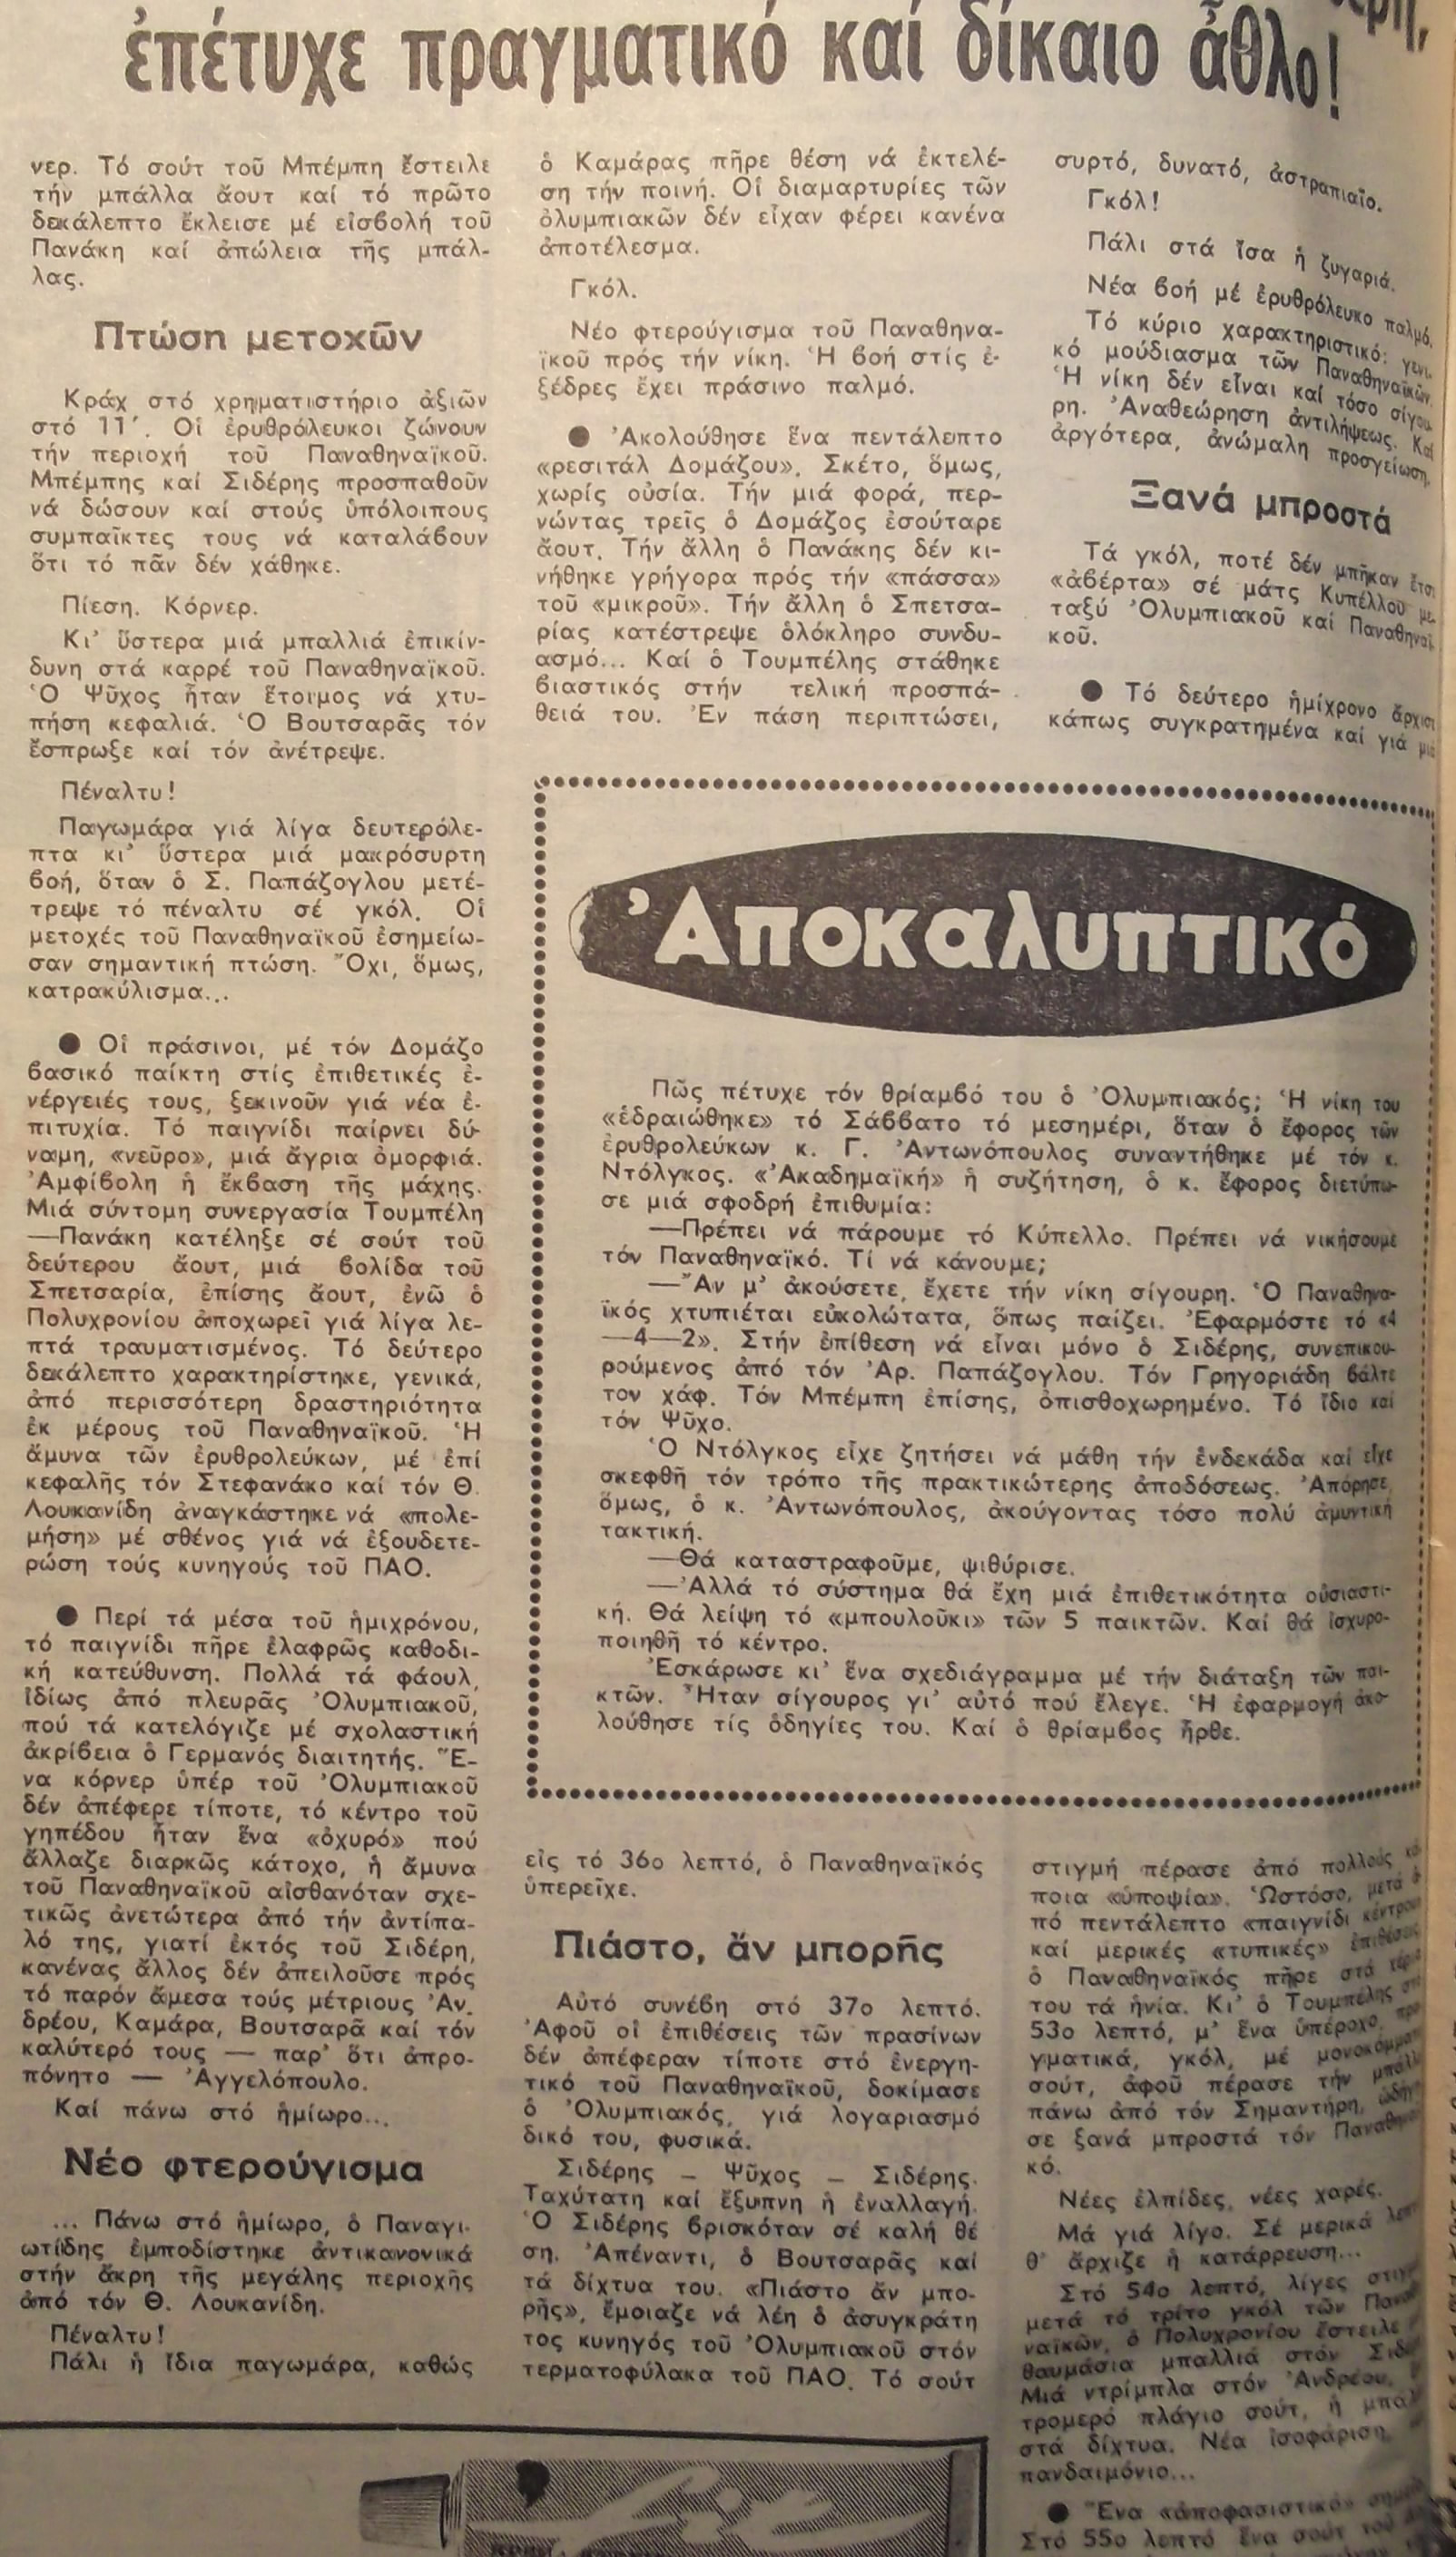 ἐπέτυχε πραγματικό καί δίκαιο ἆθλο!
νερ. Τό σούτ τοῦ Μπέμπη ἔστειλε
τήν μπάλλα ἄουτ καί τό πρῶτο
δεκάλεπτο ἔκλεισε μέ εἰσβολή τοῦ
Πανάκη καί ἀπώλεια τῆς μπάλ-
λας.
Πτώση μετοχῶν
Κράχ στό χρηματιστήριο ἀξιῶν
στό 11΄. Οἱ ἐρυθρόλευκοι ζώνουν
τήν περιοχή τοῦ Παναθηναϊκοῦ.
Μπέμπης καί Σιδέρης προσπαθοῦν
νά δώσουν καί στούς ὑπόλοιπους
συμπαῖκτες τους νά καταλάβουν
ὅτι τό πᾶν δέν χάθηκε.
Πίεση. Κόρνερ.
Κι’ ὕστερα μιά μπαλλιά ἐπικίν-
δυνη στά καρρέ τοῦ Παναθηναϊκοῦ.
Ὁ Ψῦχος ἦταν ἕτοιμος νά χτυ-
πήση κεφαλιά. Ὁ Βουτσαρᾶς τόν
ἔσπρωξε καί τόν ἀνέτρεψε.
Πέναλτυ!
Παγωμάρα γιά λίγα δευτερόλε-
πτα κι’ ὕστερα μιά μακρόσυρτη
βοή, ὅταν ὁ Σ. Παπάζογλου μετέ-
τρεψε τό πέναλτυ σέ γκόλ. Οἱ
μετοχές τοῦ Παναθηναϊκοῦ ἐσημείω-
σαν σημαντική πτώση. Ὄχι, ὅμως,
κατρακύλισμα...
● Οἱ πράσινοι, μέ τόν Δομάζο
βασικό παίκτη στίς ἐπιθετικές ἐ-
νέργειές τους, ξεκινοῦν γιά νέα ἐ-
πιτυχία. Τό παιγνίδι παίρνει δύ-
ναμη, «νεῦρο», μιά ἄγρια ὀμορφιά.
Ἀμφίβολη ἡ ἔκβαση τῆς μάχης.
Μιά σύντομη συνεργασία Τουμπέλη
—Πανάκη κατέληξε σέ σούτ τοῦ
δεύτερου ἄουτ, μιά βολίδα τοῦ
Σπετσαρία, ἐπίσης ἄουτ, ἐνῶ ὁ
Πολυχρονίου ἀποχωρεῖ γιά λίγα λε-
πτά τραυματισμένος. Τό δεύτερο
δεκάλεπτο χαρακτηρίστηκε, γενικά,
ἀπό περισσότερη δραστηριότητα
ἐκ μέρους τοῦ Παναθηναϊκοῦ. Ἡ
ἄμυνα τῶν ἐρυθρολεύκων, μέ ἐπί
κεφαλῆς τόν Στεφανάκο καί τόν Θ.
Λουκανίδη ἀναγκάστηκε νά «πολε-
μήση» μέ σθένος γιά νά ἐξουδετε-
ρώση τούς κυνηγούς τοῦ ΠΑΟ.
● Περί τά μέσα τοῦ ἡμιχρόνου,
τό παιγνίδι πῆρε ἐλαφρῶς καθοδι-
κή κατεύθυνση. Πολλά τά φάουλ,
ἰδίως ἀπό πλευρᾶς Ὀλυμπιακοῦ,
πού τά κατελόγιζε μέ σχολαστική
ἀκρίβεια ὁ Γερμανός διαιτητής. Ἕ-
να κόρνερ ὑπέρ τοῦ Ὀλυμπιακοῦ
δέν ἀπέφερε τίποτε, τό κέντρο τοῦ
γηπέδου ἦταν ἕνα «ὀχυρό» πού
ἄλλαζε διαρκῶς κάτοχο, ἡ ἄμυνα
τοῦ Παναθηναϊκοῦ αἰσθανόταν σχε-
τικῶς ἀνετώτερα ἀπό τήν ἀντίπα-
λό της, γιατί ἐκτός τοῦ Σιδέρη,
κανένας ἄλλος δέν ἀπειλοῦσε πρός
τό παρόν ἄμεσα τούς μέτριους Ἀν.
δρέου, Καμάρα, Βουτσαρᾶ καί τόν
καλύτερό τους — παρ’ ὅτι ἀπρο-
πόνητο — Ἀγγελόπουλο.
Καί πάνω στό ἡμίωρο...
Νέο φτερούγισμα
... Πάνω στό ἡμίωρο, ὁ Παναγι-
ωτίδης ἐμποδίστηκε ἀντικανονικά
στήν ἄκρη τῆς μεγάλης περιοχῆς
ἀπό τόν Θ. Λουκανίδη.
Πέναλτυ!
Πάλι ἡ ἴδια παγωμάρα, καθώς
ὁ Καμάρας πῆρε θέση νά ἐκτελέ-
ση τήν ποινή. Οἱ διαμαρτυρίες τῶν
ὀλυμπιακῶν δέν εἶχαν φέρει κανένα
ἀποτέλεσμα.
Γκόλ.
Νέο φτερούγισμα τοῦ Παναθηνα-
ϊκοῦ πρός τήν νίκη. Ἡ βοή στίς ἐ-
ξέδρες ἔχει πράσινο παλμό.
● Ἀκολούθησε ἕνα πεντάλεπτο
«ρεσιτάλ Δομάζου». Σκέτο, ὅμως,
χωρίς οὐσία. Τήν μιά φορά, περ-
νώντας τρεῖς ὁ Δομάζος ἐσούταρε
ἄουτ. Τήν ἄλλη ὁ Πανάκης δέν κι-
νήθηκε γρήγορα πρός τήν «πάσσα»
τοῦ «μικροῦ». Τήν ἄλλη ὁ Σπετσα-
ρίας κατέστρεψε ὁλόκληρο συνδυ-
ασμό... Καί ὁ Τουμπέλης στάθηκε
βιαστικός στήν τελική προσπά-
θειά του. Ἐν πάση περιπτώσει,
συρτό, δυνατό, ἀστραπιαῖο.
Γκόλ!
Πάλι στά ἴσα ἡ ζυγαριά.
Νέα βοή μέ ἐρυθρόλευκο παλμό.
Τό κύριο χαρακτηριστικό: γενι-
κό μούδιασμα τῶν Παναθηναϊκῶν.
Ἡ νίκη δέν εἶναι καί τόσο σίγου-
ρη. Ἀναθεώρηση ἀντιλήψεως. Καί
ἀργότερα, ἀνώμαλη προσγείωση.
Ξανά μπροστά
Τά γκόλ, ποτέ δέν μπῆκαν ἔτσι
«ἀβέρτα» σέ μάτς Κυπέλλου με-
ταξύ Ὀλυμπιακοῦ καί Παναθηναϊ-
κοῦ.
● Τό δεύτερο ἡμίχρονο ἄρχισε
κάπως συγκρατημένα καί γιά μιά
Ἀποκαλυπτικό
Πῶς πέτυχε τόν θρίαμβό του ὁ Ὀλυμπιακός; Ἡ νίκη του
«ἑδραιώθηκε» τό Σάββατο τό μεσημέρι, ὅταν ὁ ἔφορος τῶν
ἐρυθρολεύκων κ. Γ. Ἀντωνόπουλος συναντήθηκε μέ τόν κ.
Ντόλγκος. «Ἀκαδημαϊκή» ἡ συζήτηση, ὁ κ. ἔφορος διετύπω-
σε μιά σφοδρή ἐπιθυμία:
—Πρέπει νά πάρουμε τό Κύπελλο. Πρέπει νά νικήσουμε
τόν Παναθηναϊκό. Τί νά κάνουμε;
—Ἄν μ’ ἀκούσετε, ἔχετε τήν νίκη σίγουρη. Ὁ Παναθηνα-
ϊκός χτυπιέται εὐκολώτατα, ὅπως παίζει. Ἐφαρμόστε τό «4
—4—2». Στήν ἐπίθεση νά εἶναι μόνο ὁ Σιδέρης, συνεπικου-
ρούμενος ἀπό τόν Ἀρ. Παπάζογλου. Τόν Γρηγοριάδη βάλτε
τον χάφ. Τόν Μπέμπη ἐπίσης, ὀπισθοχωρημένο. Τό ἴδιο καί
τόν Ψῦχο.
Ὁ Ντόλγκος εἶχε ζητήσει νά μάθη τήν ἑνδεκάδα καί εἶχε
σκεφθῆ τόν τρόπο τῆς πρακτικώτερης ἀποδόσεως. Ἀπόρησε,
ὅμως, ὁ κ. Ἀντωνόπουλος, ἀκούγοντας τόσο πολύ ἀμυντική
τακτική.
—Θά καταστραφοῦμε, ψιθύρισε.
—Ἀλλά τό σύστημα θά ἔχη μιά ἐπιθετικότητα οὐσιαστι-
κή. Θά λείψη τό «μπουλοῦκι» τῶν 5 παικτῶν. Καί θά ἰσχυρο-
ποιηθῆ τό κέντρο.
Ἐσκάρωσε κι’ ἕνα σχεδιάγραμμα μέ τήν διάταξη τῶν παι-
κτῶν. Ἦταν σίγουρος γι’ αὐτό πού ἔλεγε. Ἡ ἐφαρμογή ἀκο-
λούθησε τίς ὁδηγίες του. Καί ὁ θρίαμβος ἦρθε.
εἰς τό 36ο λεπτό, ὁ Παναθηναϊκός
ὑπερεῖχε.
Πιάστο, ἄν μπορῆς
Αὐτό συνέβη στό 37ο λεπτό.
Ἀφοῦ οἱ ἐπιθέσεις τῶν πρασίνων
δέν ἀπέφεραν τίποτε στό ἐνεργη-
τικό τοῦ Παναθηναϊκοῦ, δοκίμασε
ὁ Ὀλυμπιακός, γιά λογαριασμό
δικό του, φυσικά.
Σιδέρης – Ψῦχος – Σιδέρης.
Ταχύτατη καί ἔξυπνη ἡ ἐναλλαγή.
Ὁ Σιδέρης βρισκόταν σέ καλή θέ
ση. Ἀπέναντι, ὁ Βουτσαρᾶς καί
τά δίχτυα του. «Πιάστο ἄν μπο-
ρῆς», ἔμοιαζε νά λέη ὁ ἀσυγκράτη
τος κυνηγός τοῦ Ὀλυμπιακοῦ στόν
τερματοφύλακα τοῦ ΠΑΟ. Τό σούτ
στιγμή πέρασε ἀπό πολλούς κά-
ποια «ὑποψία». Ὡστόσο, μετά ἀ-
πό πεντάλεπτο «παιγνίδι κέντρου»
καί μερικές «τυπικές» ἐπιθέσεις
ὁ Παναθηναϊκός πῆρε στά χέρια
του τά ἡνία. Κι’ ὁ Τουμπέλης στό
53ο λεπτό, μ’ ἕνα ὑπέροχο, πρα-
γματικά, γκόλ, μέ μονοκόμματο
σούτ, ἀφοῦ πέρασε τήν μπάλλα
πάνω ἀπό τόν Σημαντήρη, ὡδήγη-
σε ξανά μπροστά τόν Παναθηναϊ-
κό.
Νέες ἐλπίδες, νέες χαρές.
Μά γιά λίγο. Σέ μερικά λεπτά
θ’ ἄρχιζε ἡ κατάρρευση...
Στό 54ο λεπτό, λίγες στιγμές
μετά τό τρίτο γκόλ τῶν Παναθη-
ναϊκῶν, ὁ Πολυχρονίου ἔστειλε
θαυμάσια μπαλλιά στόν
Μιά ντρίμπλα στόν Ἀνδρέου,
τρομερό πλάγιο σούτ, ἡ μπάλ
στά δίχτυα. Νέα ἰσοφάριση,
πανδαιμόνιο...
● Ἕνα «ἀποφασιστικό»
Στό 55ο λεπτό ἕνα σούτ τοῦ